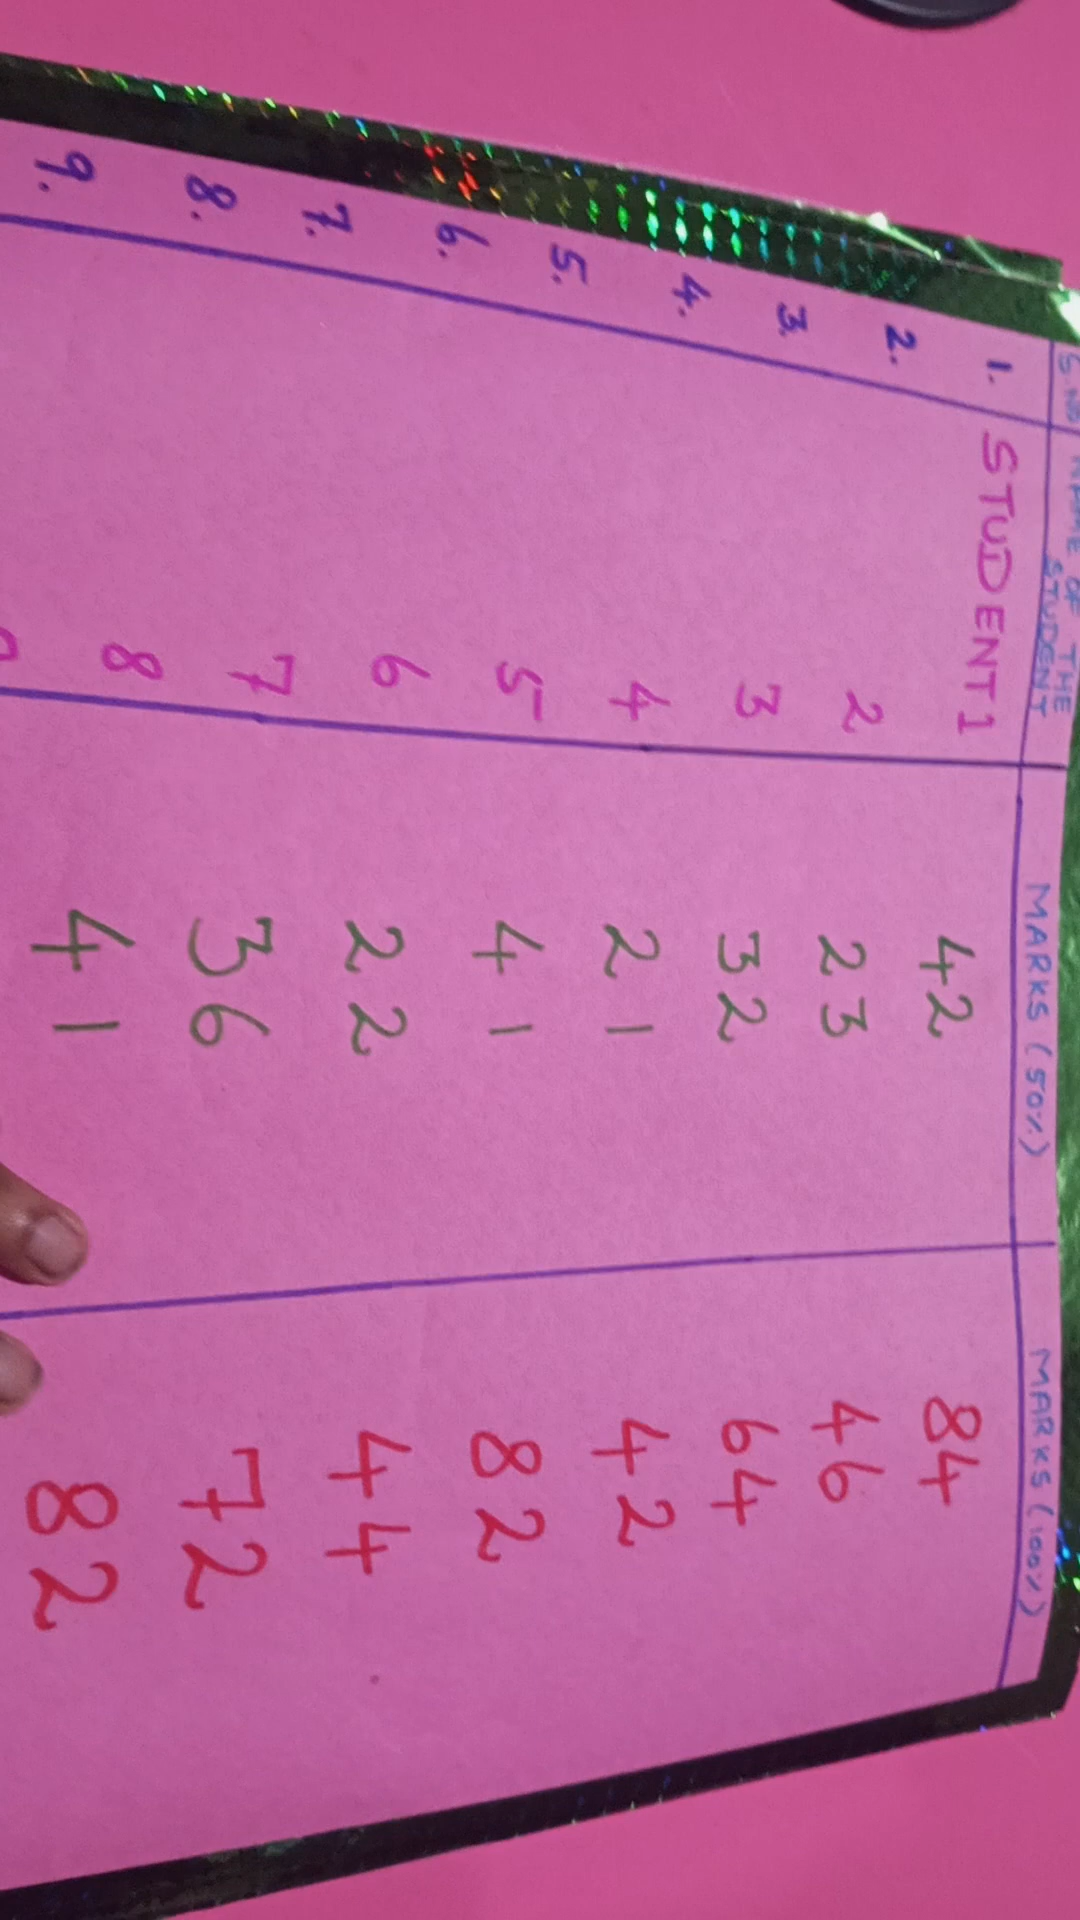 S.NO NAME OF THE STUDENT MARKS (50%) MARKS (100%)
1. STUDENT 1 42 84
2. 2 23 46
3. 3 32 64
4. 4 21 42
5. 5 41 82
6. 6 22 44
7. 7 36 72
8. 8 41 82
9.